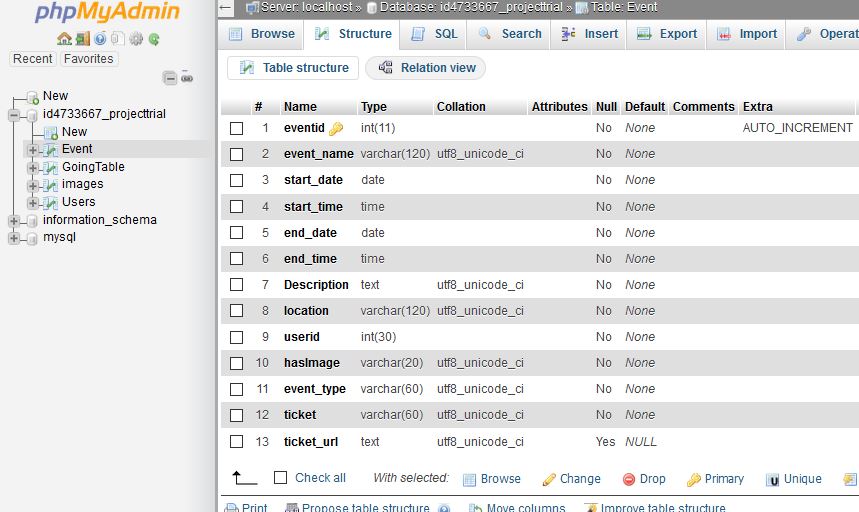 phpMyAdmin
Recent Favorites
New
id4733667_projecttrial
New
Event
GoingTable
images
Users
information_schema
mysql
Server: localhost » Database: id4733667_projecttrial » Table: Event
Browse Structure SQL Search Insert Export Import Operat
Table structure Relation view
# Name Type Collation Attributes Null Default Comments Extra
1 eventid int(11) No None AUTO_INCREMENT
2 event_name varchar(120) utf8_unicode_ci No None
3 start_date date No None
4 start_time time No None
5 end_date date No None
6 end_time time No None
7 Description text utf8_unicode_ci No None
8 location varchar(120) utf8_unicode_ci No None
9 userid int(30) No None
10 hasImage varchar(20) utf8_unicode_ci No None
11 event_type varchar(60) utf8_unicode_ci No None
12 ticket varchar(60) utf8_unicode_ci No None
13 ticket_url text utf8_unicode_ci Yes NULL
Check all With selected: Browse Change Drop Primary Unique
Print Propose table structure Move columns Improve table structure